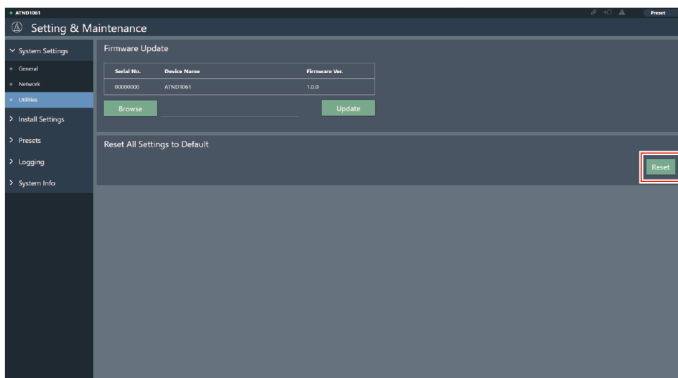 ATND1061
Preset
Setting & Maintenance
System Settings
General
Network
Utilities
Install Settings
Presets
Logging
System Info
Firmware Update
Serial No. Device Name Firmware Ver.
00000000 ATND1061 1.0.0
Browse Update
Reset All Settings to Default
Reset